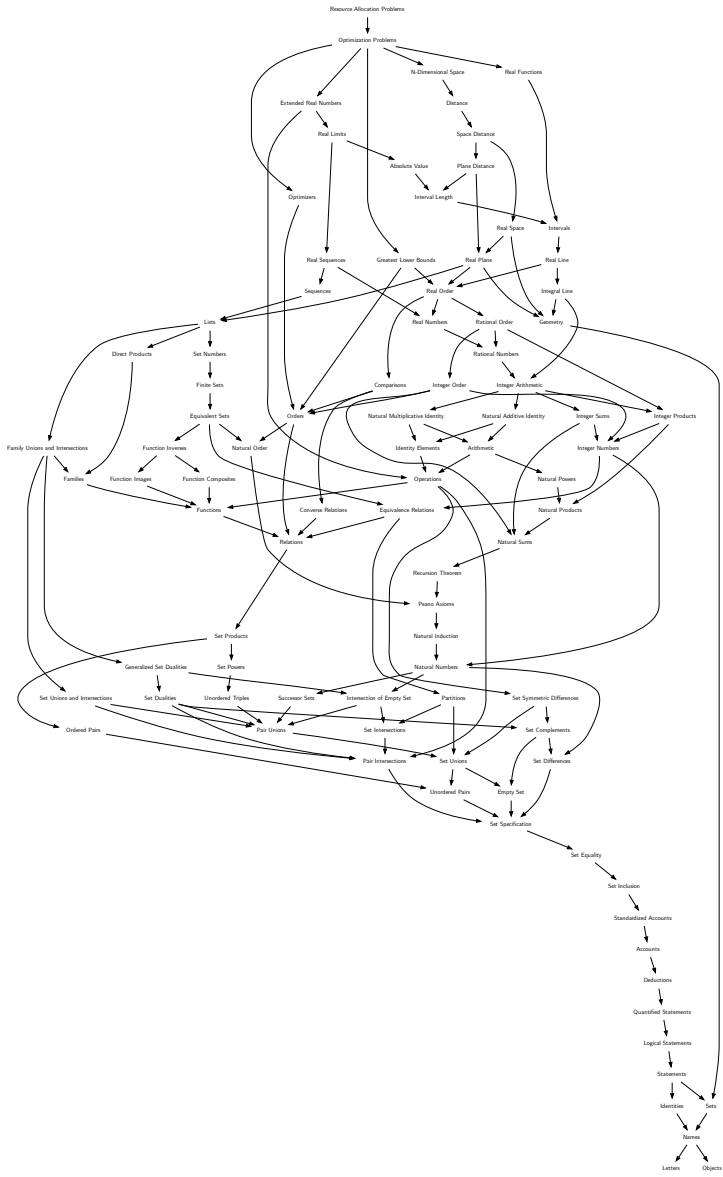 Resource Allocation Problems
Optimization Problems
N-Dimensional Space
Real Functions
Extended Real Numbers
Distance
Real Limits
Space Distance
Absolute Value
Plane Distance
Optimizers
Interval Length
Real Space
Intervals
Real Sequences
Greatest Lower Bounds
Real Plane
Real Line
Sequences
Real Order
Integral Line
Lists
Real Numbers
Rational Order
Geometry
Direct Products
Set Numbers
Rational Numbers
Finite Sets
Comparisons
Integer Order
Integer Arithmetic
Equivalent Sets
Orders
Natural Multiplicative Identity
Natural Additive Identity
Integer Sums
Integer Products
Family Unions and Intersections
Function Inverses
Natural Order
Identity Elements
Arithmetic
Integer Numbers
Families
Function Images
Function Composites
Operations
Natural Powers
Functions
Converse Relations
Equivalence Relations
Natural Products
Relations
Natural Sums
Recursion Theorem
Peano Axioms
Set Products
Natural Induction
Generalized Set Dualities
Set Powers
Natural Numbers
Set Unions and Intersections
Set Dualities
Unordered Triples
Successor Sets
Intersection of Empty Set
Partitions
Set Symmetric Differences
Ordered Pairs
Pair Unions
Set Intersections
Set Complements
Pair Intersections
Set Unions
Set Differences
Unordered Pairs
Empty Set
Set Specification
Set Equality
Set Inclusion
Standardized Accounts
Accounts
Deductions
Quantified Statements
Logical Statements
Statements
Identities
Sets
Names
Letters
Objects